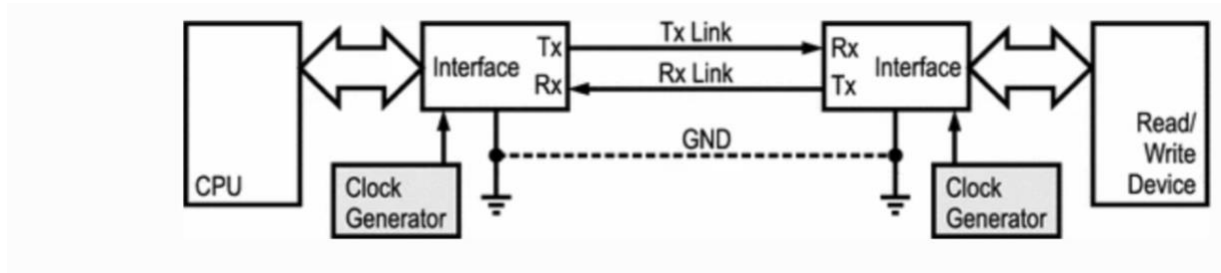 CPU
Interface
Tx
Rx
Clock
Generator
Tx Link
Rx Link
GND
Rx
Tx
Interface
Clock
Generator
Read/
Write
Device